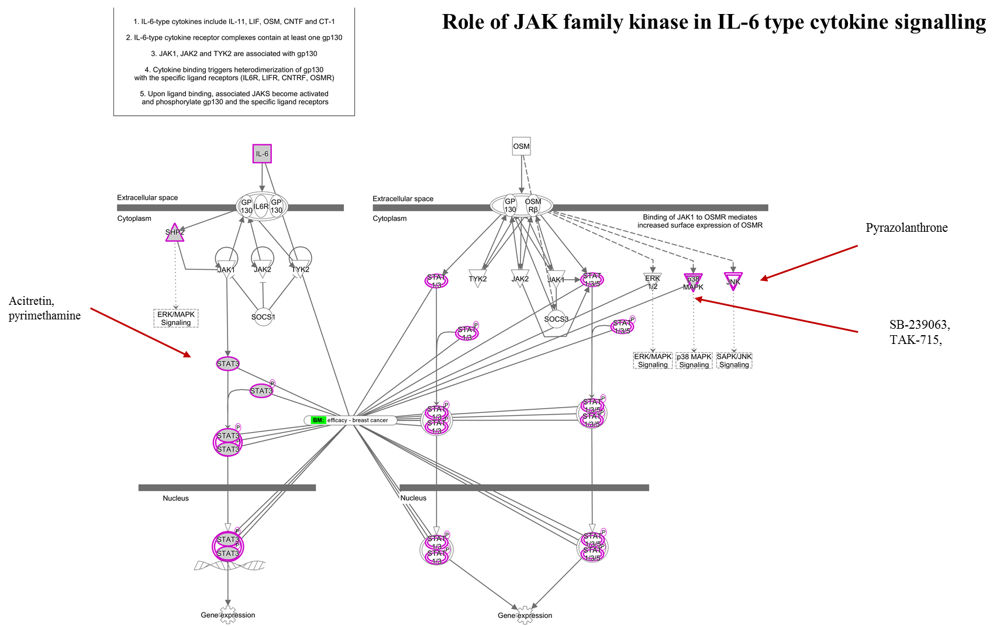 Role of JAK family kinase in IL-6 type cytokine signalling
1. IL-6-type cytokines include IL-11, LIF, OSM, CNTF and CT-1
2. IL-6-type cytokine receptor complexes contain at least one gp130
3. JAK1, JAK2 and TYK2 are associated with gp130
4. Cytokine binding triggers heterodimerization of gp130
with the specific ligand receptors (IL6R, LIFR, CNTRF, OSMR)
5. Upon ligand binding, associated JAKS become activated
and phosphorylate gp130 and the specific ligand receptors
IL-6
Extracellular space
GP
130
IL6R
GP
130
Cytoplasm
SHP2
JAK1
JAK2
TYK2
SOCS1
ERK/MAPK
Signaling
Acitretin,
pyrimethamine
STAT3
STAT3
P
STAT3
P
STAT3
P
Nucleus
STAT3
P
STAT3
P
Gene expression
BM: efficacy - breast cancer
OSM
Extracellular space
GP
130
OSM
Rβ
Cytoplasm
Binding of JAK1 to OSMR mediates
increased surface expression of OSMR
STAT
1/3
TYK2
JAK2
JAK1
STAT
1/3/5
ERK
1/2
p38
MAPK
JNK
Pyrazolanthrone
SB-239063,
TAK-715,
SOCS3
STAT
1/3
P
STAT
1/3/5
P
ERK/MAPK
Signaling
p38 MAPK
Signaling
SAPK/JNK
Signaling
STAT
1/3
P
STAT
1/3
P
STAT
1/3/5
P
STAT
1/3/5
P
Nucleus
STAT
1/3
P
STAT
1/3
P
STAT
1/3/5
P
STAT
1/3/5
P
Gene expression